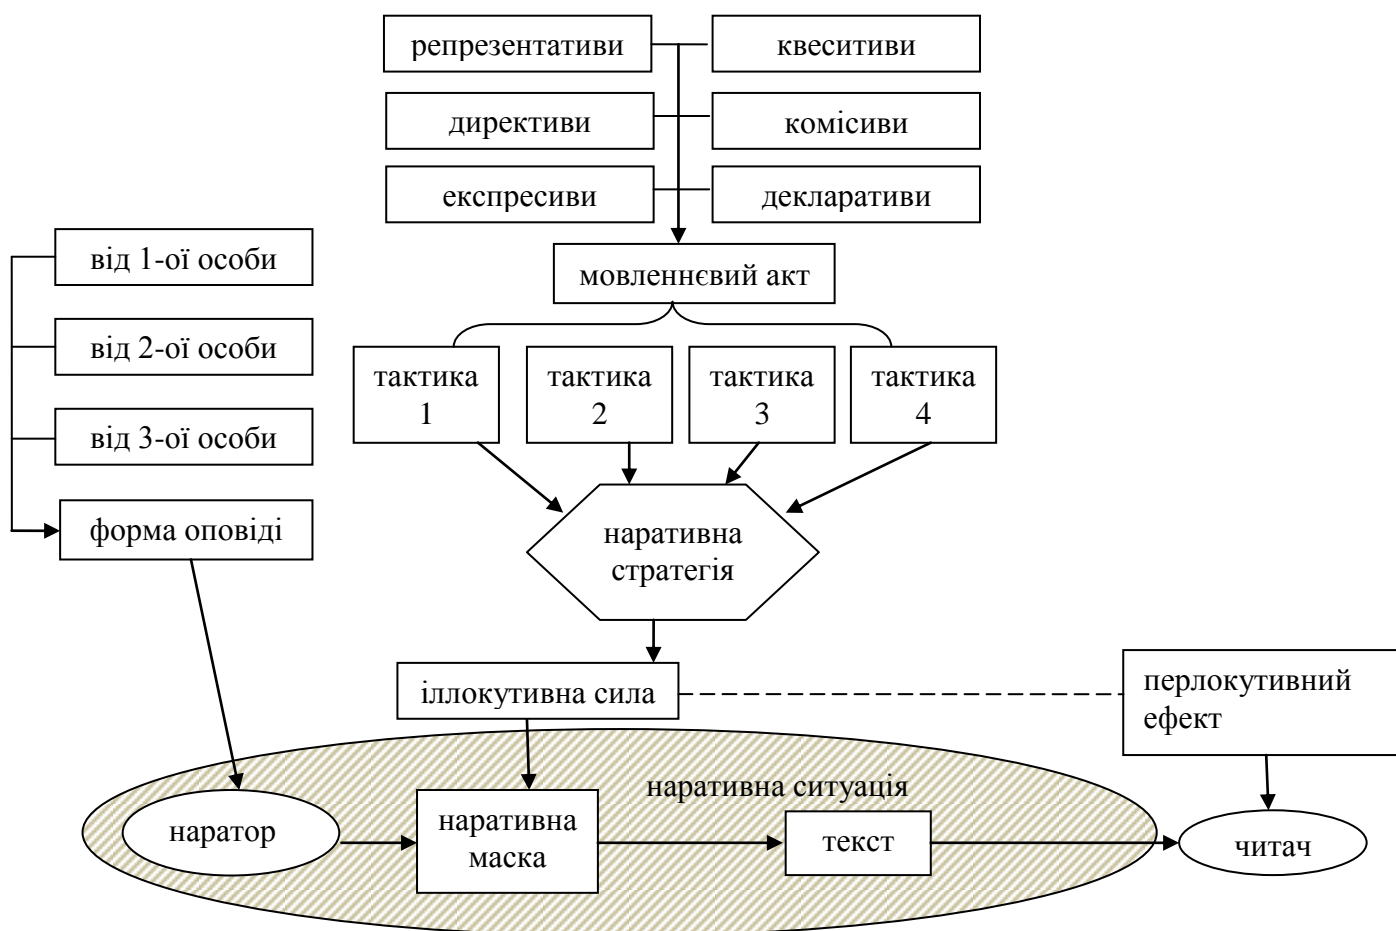 репрезентативи
квеситиви
директиви
комісиви
експресиви
декларативи
мовленнєвий акт
від 1-ої особи
від 2-ої особи
від 3-ої особи
форма оповіді
тактика
1
тактика
2
тактика
3
тактика
4
наративна
стратегія
іллокутивна сила
перлокутивний
ефект
наративна ситуація
наратор
наративна
маска
текст
читач